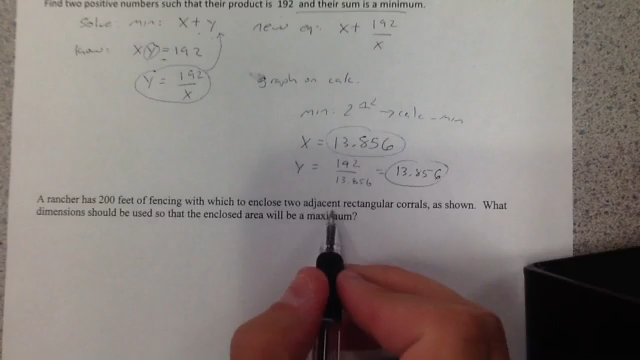 Find two positive numbers such that their product is 192 and their sum is a minimum.
Solve: min: x + y new eq: x + 192/x
know: xy = 192
y = 192/x graph on calc.
min: 2nd → calc - min
x = 13.856
y = 192/13.856 = 13.856
A rancher has 200 feet of fencing with which to enclose two adjacent rectangular corrals, as shown. What
dimensions should be used so that the enclosed area will be a maximum?